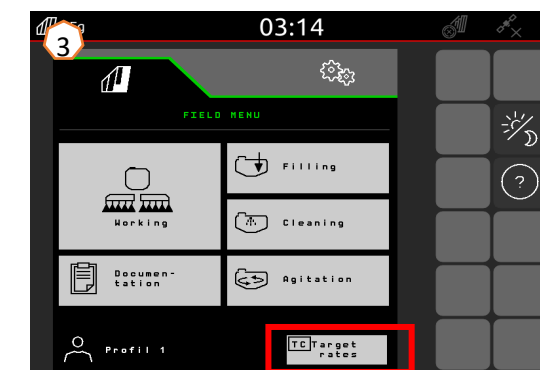 3
03:14
FIELD MENU
Filling
Working
Cleaning
Documen-
tation
Agitation
Profil 1
TC Target
rates
?